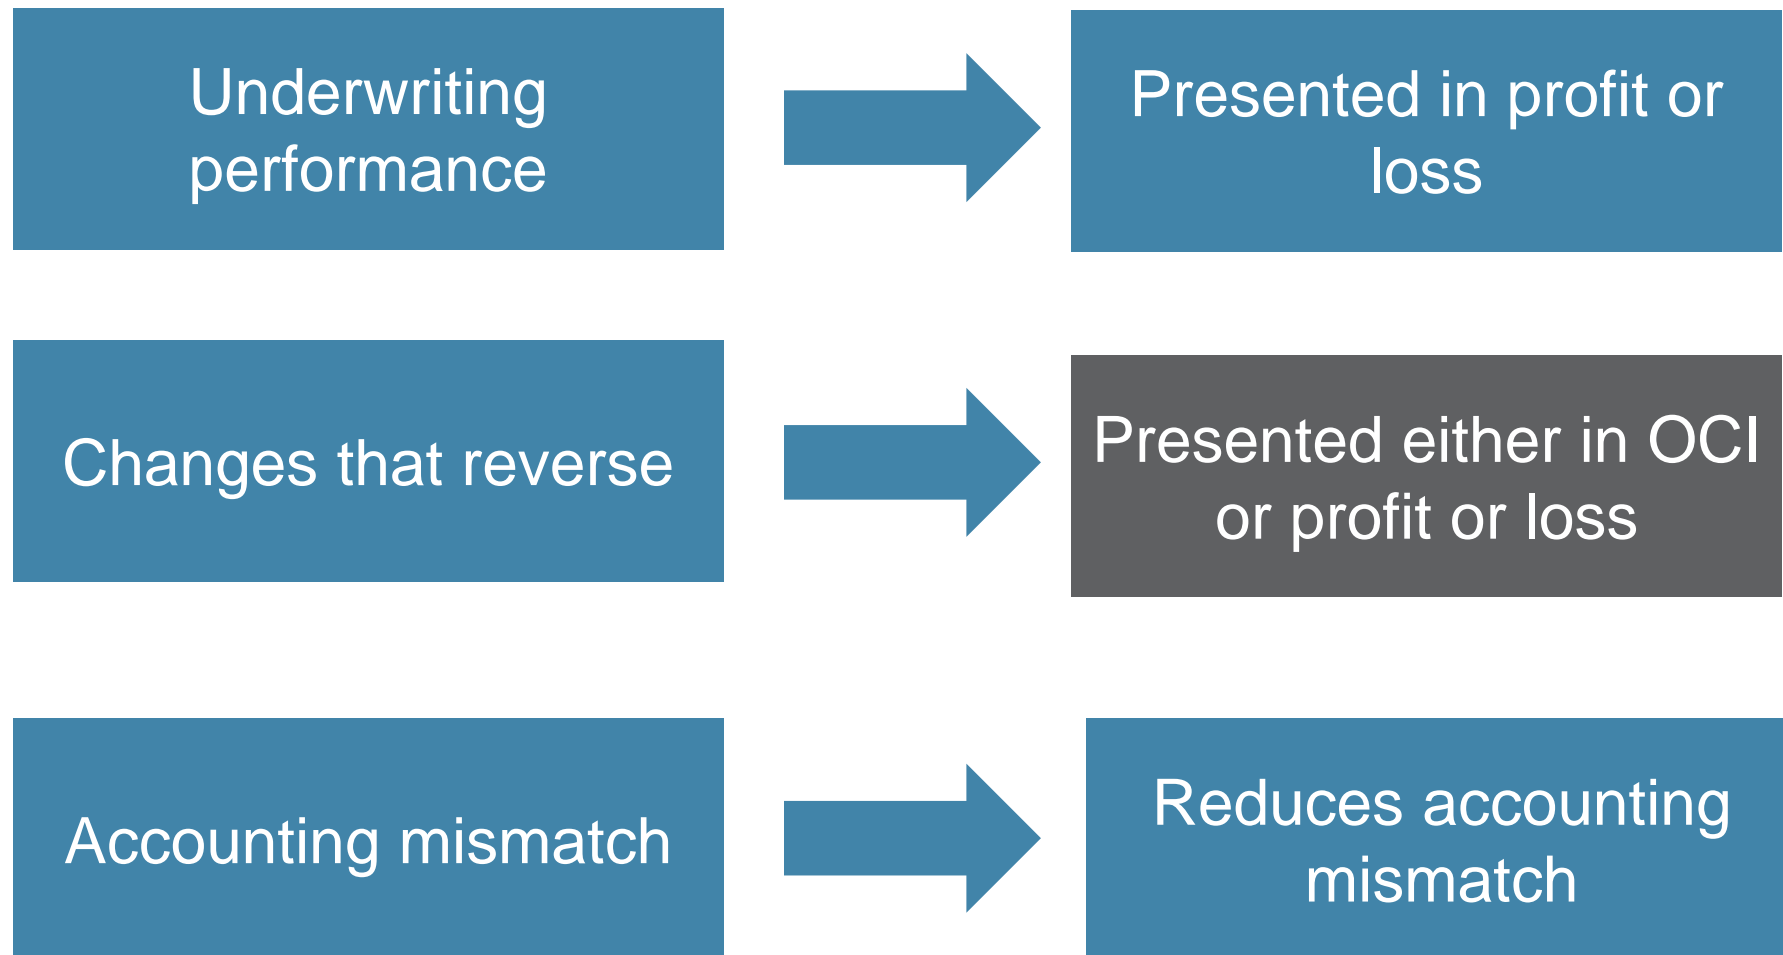 Underwriting
performance
Presented in profit or
loss
Changes that reverse
Presented either in OCI
or profit or loss
Accounting mismatch
Reduces accounting
mismatch